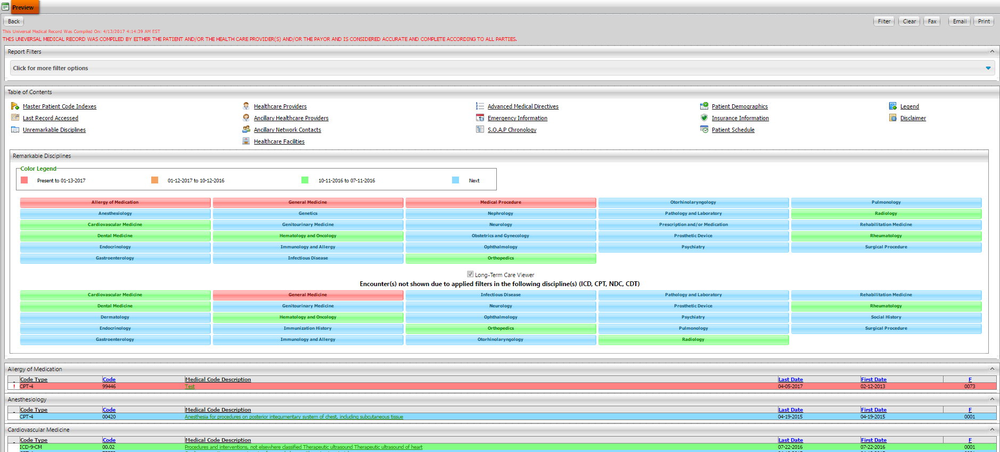 Preview
Back Filter Clear Fax Email Print
This Universal Medical Record Was Compiled On: 4/13/2017 4:14:39 AM EST
THIS UNIVERSAL MEDICAL RECORD WAS COMPILED BY EITHER THE PATIENT AND/OR THE HEALTH CARE PROVIDER(S) AND/OR THE PAYOR AND IS CONSIDERED ACCURATE AND COMPLETE ACCORDING TO ALL PARTIES.
Report Filters
Click for more filter options
Table of Contents
Master Patient Code Indexes Healthcare Providers Advanced Medical Directives Patient Demographics Legend
Last Record Accessed Ancillary Healthcare Providers Emergency Information Insurance Information Disclaimer
Unremarkable Disciplines Ancillary Network Contacts S.O.A.P Chronology Patient Schedule
Healthcare Facilities
Remarkable Disciplines
Color Legend
Present to 01-13-2017 01-12-2017 to 10-12-2016 10-11-2016 to 07-11-2016 Next
Allergy of Medication General Medicine Medical Procedure Otorhinolaryngology Pulmonology
Anesthesiology Genetics Nephrology Pathology and Laboratory Radiology
Cardiovascular Medicine Genitourinary Medicine Neurology Prescription and/or Medication Rehabilitation Medicine
Dental Medicine Hematology and Oncology Obstetrics and Gynecology Prosthetic Device Rheumatology
Endocrinology Immunology and Allergy Ophthalmology Psychiatry Surgical Procedure
Gastroenterology Infectious Disease Orthopedics
Long-Term Care Viewer
Encounter(s) not shown due to applied filters in the following discipline(s) (ICD, CPT, NDC, CDT)
Cardiovascular Medicine General Medicine Infectious Disease Pathology and Laboratory Rehabilitation Medicine
Dental Medicine Genitourinary Medicine Neurology Prosthetic Device Rheumatology
Dermatology Hematology and Oncology Ophthalmology Psychiatry Social History
Endocrinology Immunization History Orthopedics Pulmonology Surgical Procedure
Gastroenterology Immunology and Allergy Otorhinolaryngology Radiology
Allergy of Medication
Code Type Code Medical Code Description Last Date First Date F
! CPT-4 99446 Test 04-05-2017 02-12-2013 0073
Anesthesiology
Code Type Code Medical Code Description Last Date First Date F
CPT-4 00420 Anesthesia for procedures on posterior integumentary system of chest, including subcutaneous tissue 04-19-2015 04-19-2015 0001
Cardiovascular Medicine
Code Type Code Medical Code Description Last Date First Date F
ICD-9-CM 00.02 Procedures and interventions, not elsewhere classified Therapeutic ultrasound Therapeutic ultrasound of heart 07-22-2016 07-22-2016 0001